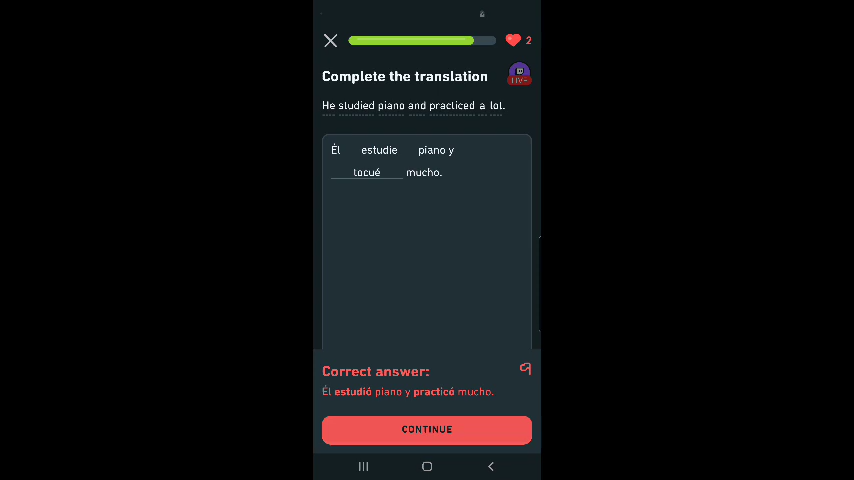 2
Complete the translation
LIVE
He studied piano and practiced a lot.
Él estudie piano y
tocué mucho.
Correct answer:
Él estudió piano y practicó mucho.
CONTINUE